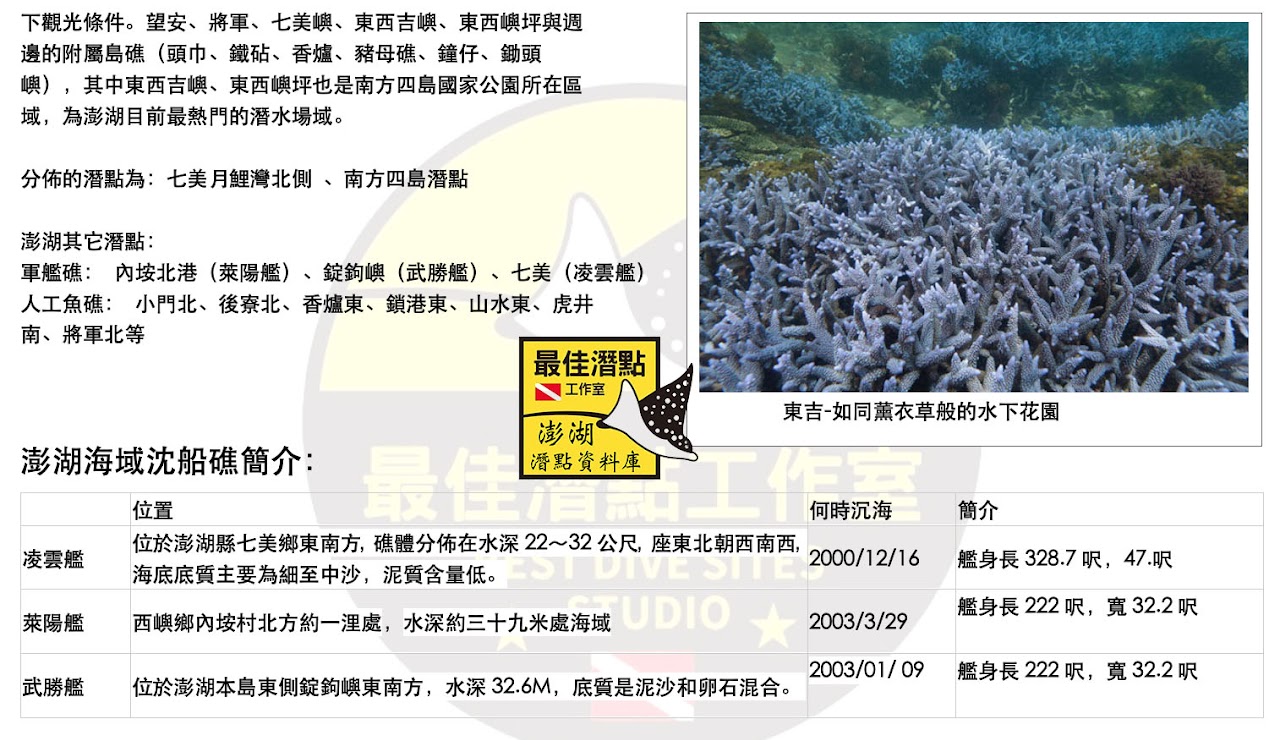 下觀光條件。望安、將軍、七美嶼、東西吉嶼、東西嶼坪與週
邊的附屬島礁（頭巾、鐵砧、香爐、豬母礁、鐘仔、鋤頭
嶼），其中東西吉嶼、東西嶼坪也是南方四島國家公園所在區
域，為澎湖目前最熱門的潛水場域。
分佈的潛點為：七美月鯉灣北側 、南方四島潛點
澎湖其它潛點：
軍艦礁： 內垵北港（萊陽艦）、錠鉤嶼（武勝艦）、七美（凌雲艦）
人工魚礁： 小門北、後寮北、香爐東、鎖港東、山水東、虎井
南、將軍北等
東吉-如同薰衣草般的水下花園
最佳潛點
工作室
澎湖
潛點資料庫
澎湖海域沈船礁簡介：
最佳潛點工作室
BEST DIVE SITES
STUDIO
位置 何時沉海 簡介
凌雲艦 位於澎湖縣七美鄉東南方, 礁體分佈在水深 22～32 公尺, 座東北朝西南西, 2000/12/16 艦身長 328.7 呎，47.呎
海底底質主要為細至中沙，泥質含量低。
萊陽艦 西嶼鄉內垵村北方約一浬處，水深約三十九米處海域 2003/3/29 艦身長 222 呎，寬 32.2 呎
武勝艦 位於澎湖本島東側錠鉤嶼東南方，水深 32.6M，底質是泥沙和卵石混合。 2003/01/ 09 艦身長 222 呎，寬 32.2 呎